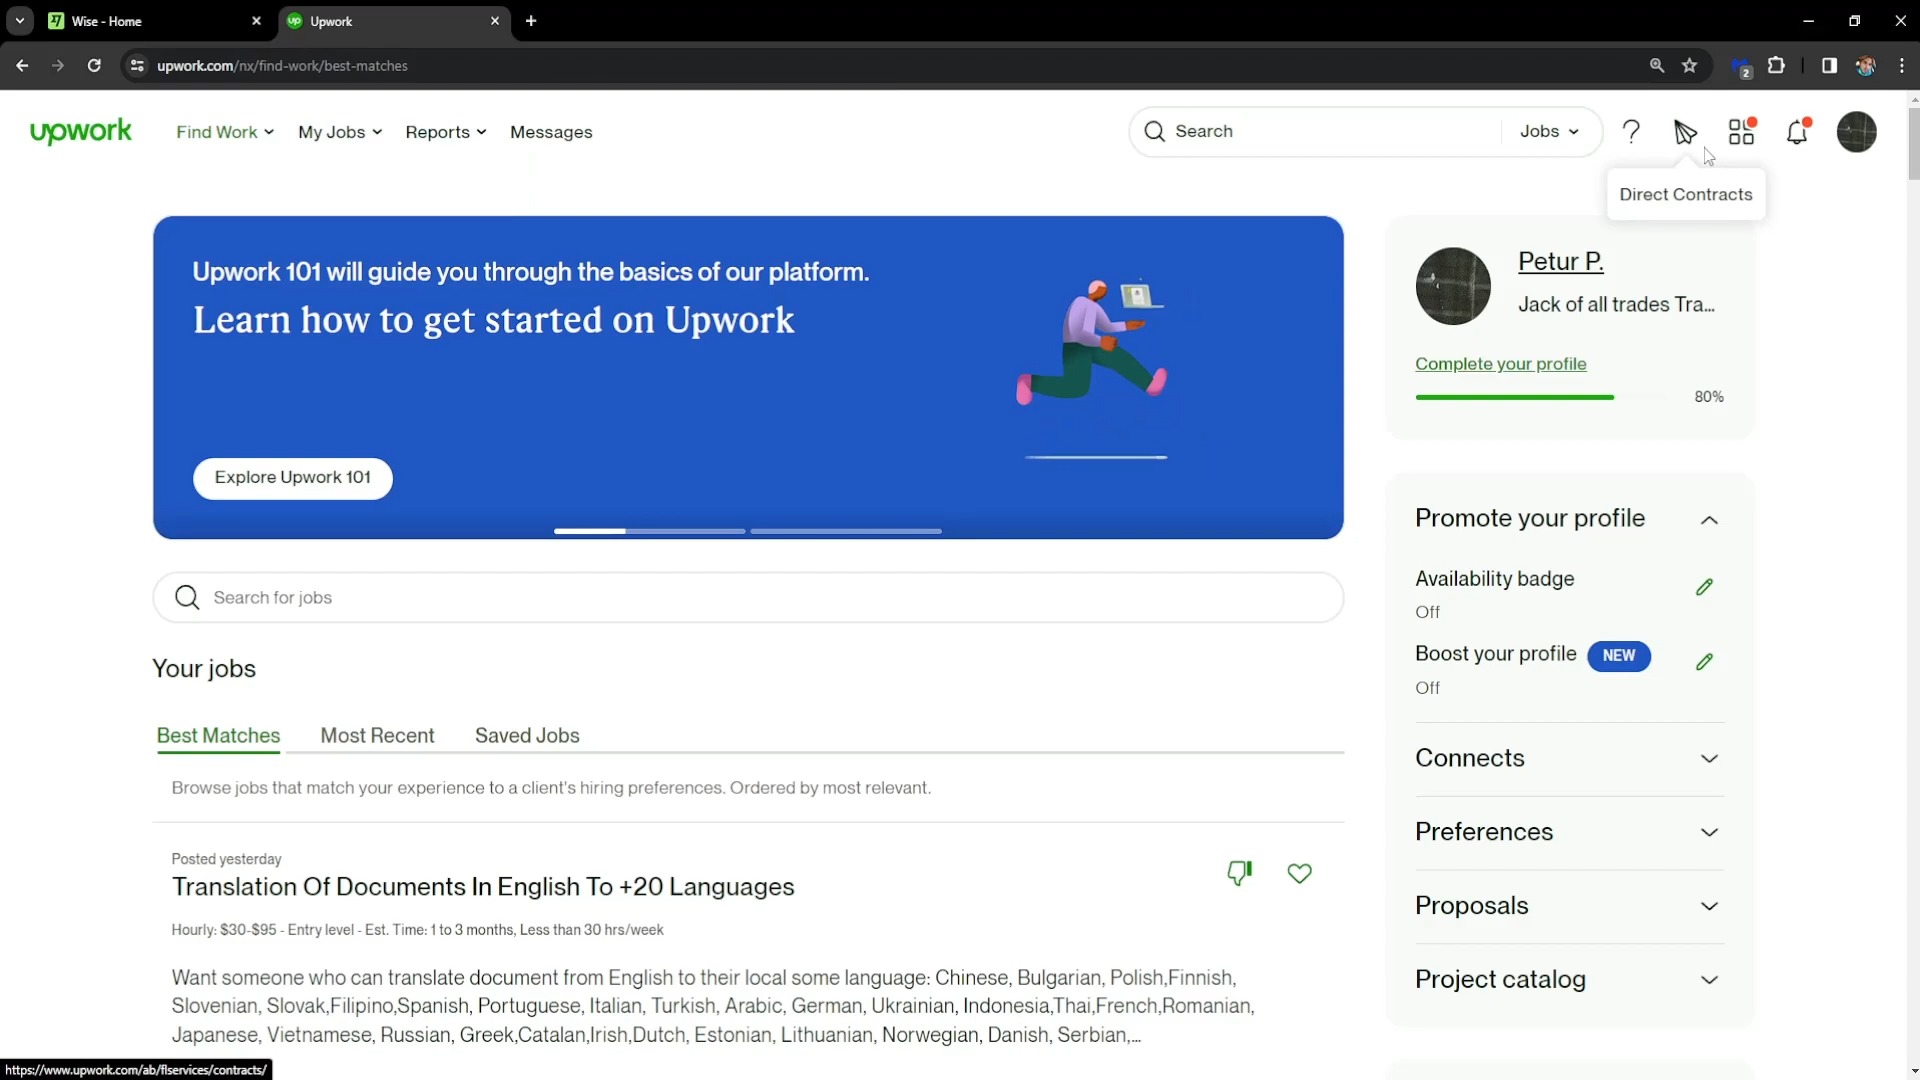 Wise - Home
Upwork
upwork.com/nx/find-work/best-matches
2
upwork
Find Work
My Jobs
Reports
Messages
Search
Jobs
Direct Contracts
Upwork 101 will guide you through the basics of our platform.
Learn how to get started on Upwork
Explore Upwork 101
Petur P.
Jack of all trades Tra...
Complete your profile
80%
Promote your profile
Availability badge
Off
Boost your profile NEW
Off
Connects
Preferences
Proposals
Project catalog
Search for jobs
Your jobs
Best Matches
Most Recent
Saved Jobs
Browse jobs that match your experience to a client's hiring preferences. Ordered by most relevant.
Posted yesterday
Translation Of Documents In English To +20 Languages
Hourly: $30-$95 - Entry level - Est. Time: 1 to 3 months, Less than 30 hrs/week
Want someone who can translate document from English to their local some language: Chinese, Bulgarian, Polish,Finnish,
Slovenian, Slovak,Filipino,Spanish, Portuguese, Italian, Turkish, Arabic, German, Ukrainian, Indonesia,Thai,French,Romanian,
Japanese, Vietnamese, Russian, Greek,Catalan,Irish,Dutch, Estonian, Lithuanian, Norwegian, Danish, Serbian,...
https://www.upwork.com/ab/flservices/contracts/